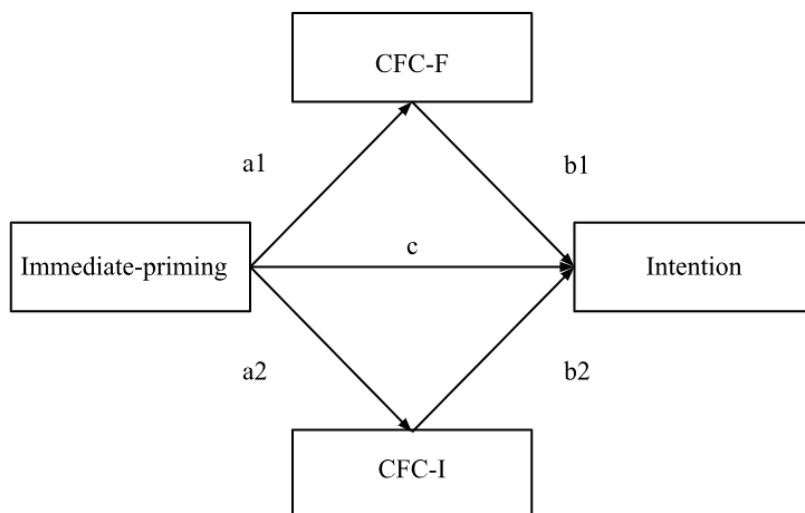 CFC-F
a1
b1
Immediate-priming
c
Intention
a2
b2
CFC-I